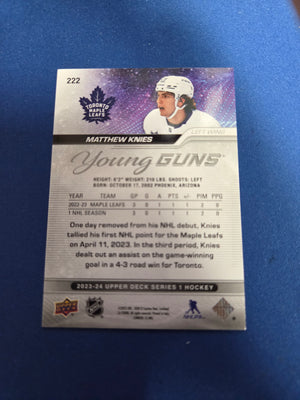 222
TORONTO
MAPLE
LEAFS
MATTHEW KNIES
LEFT WING
Young GUNS
HEIGHT: 6'3" WEIGHT: 210 LBS. SHOOTS: LEFT
BORN: OCTOBER 17, 2002 PHOENIX, ARIZONA
YEAR TEAM GP G A PTS +/- PIM PPG
2022-23 MAPLE LEAFS 3 0 1 1 2 0 0
1 NHL SEASON 3 0 1 1 2 0 0
One day removed from his NHL debut, Knies
tallied his first NHL point for the Maple Leafs
on April 11, 2023. In the third period, Knies
dealt out an assist on the game-winning
goal in a 4-3 road win for Toronto.
2023-24 UPPER DECK SERIES 1 HOCKEY
NHL
NHLPA